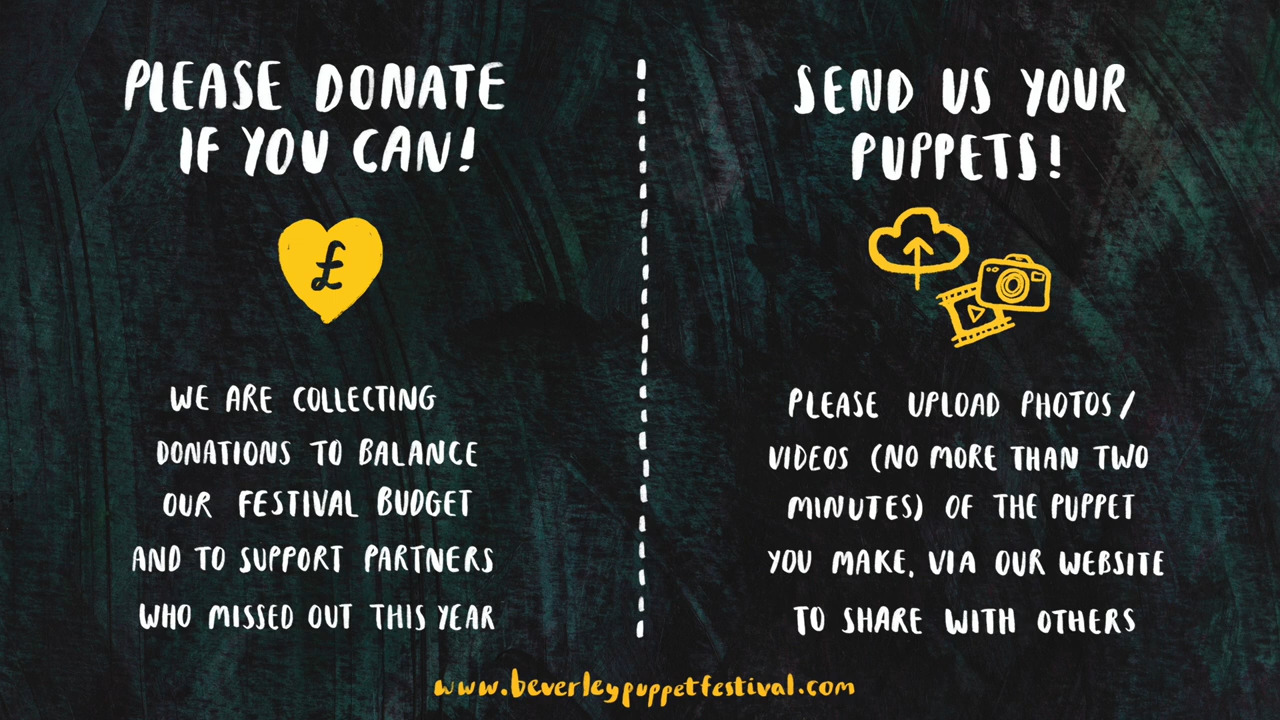 PLEASE DONATE
IF YOU CAN!
£
WE ARE COLLECTING
DONATIONS TO BALANCE
OUR FESTIVAL BUDGET
AND TO SUPPORT PARTNERS
WHO MISSED OUT THIS YEAR
SEND US YOUR
PUPPETS!
PLEASE UPLOAD PHOTOS/
VIDEOS (NO MORE THAN TWO
MINUTES) OF THE PUPPET
YOU MAKE, VIA OUR WEBSITE
TO SHARE WITH OTHERS
www.beverleypuppetfestival.com